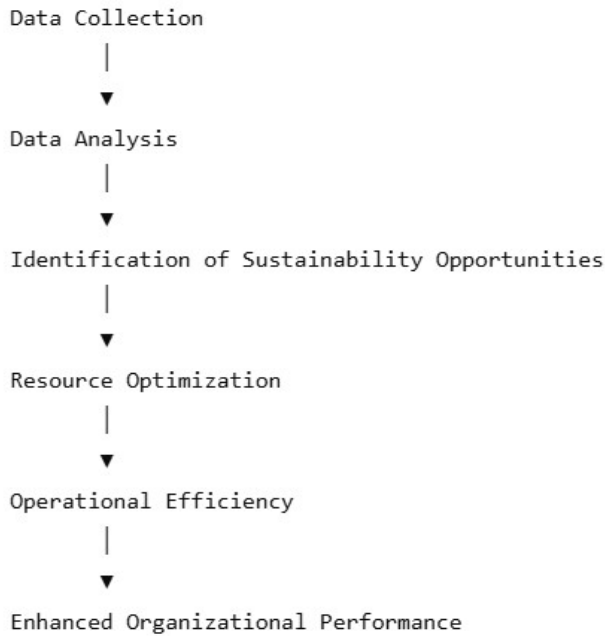 Data Collection
Data Analysis
Identification of Sustainability Opportunities
Resource Optimization
Operational Efficiency
Enhanced Organizational Performance